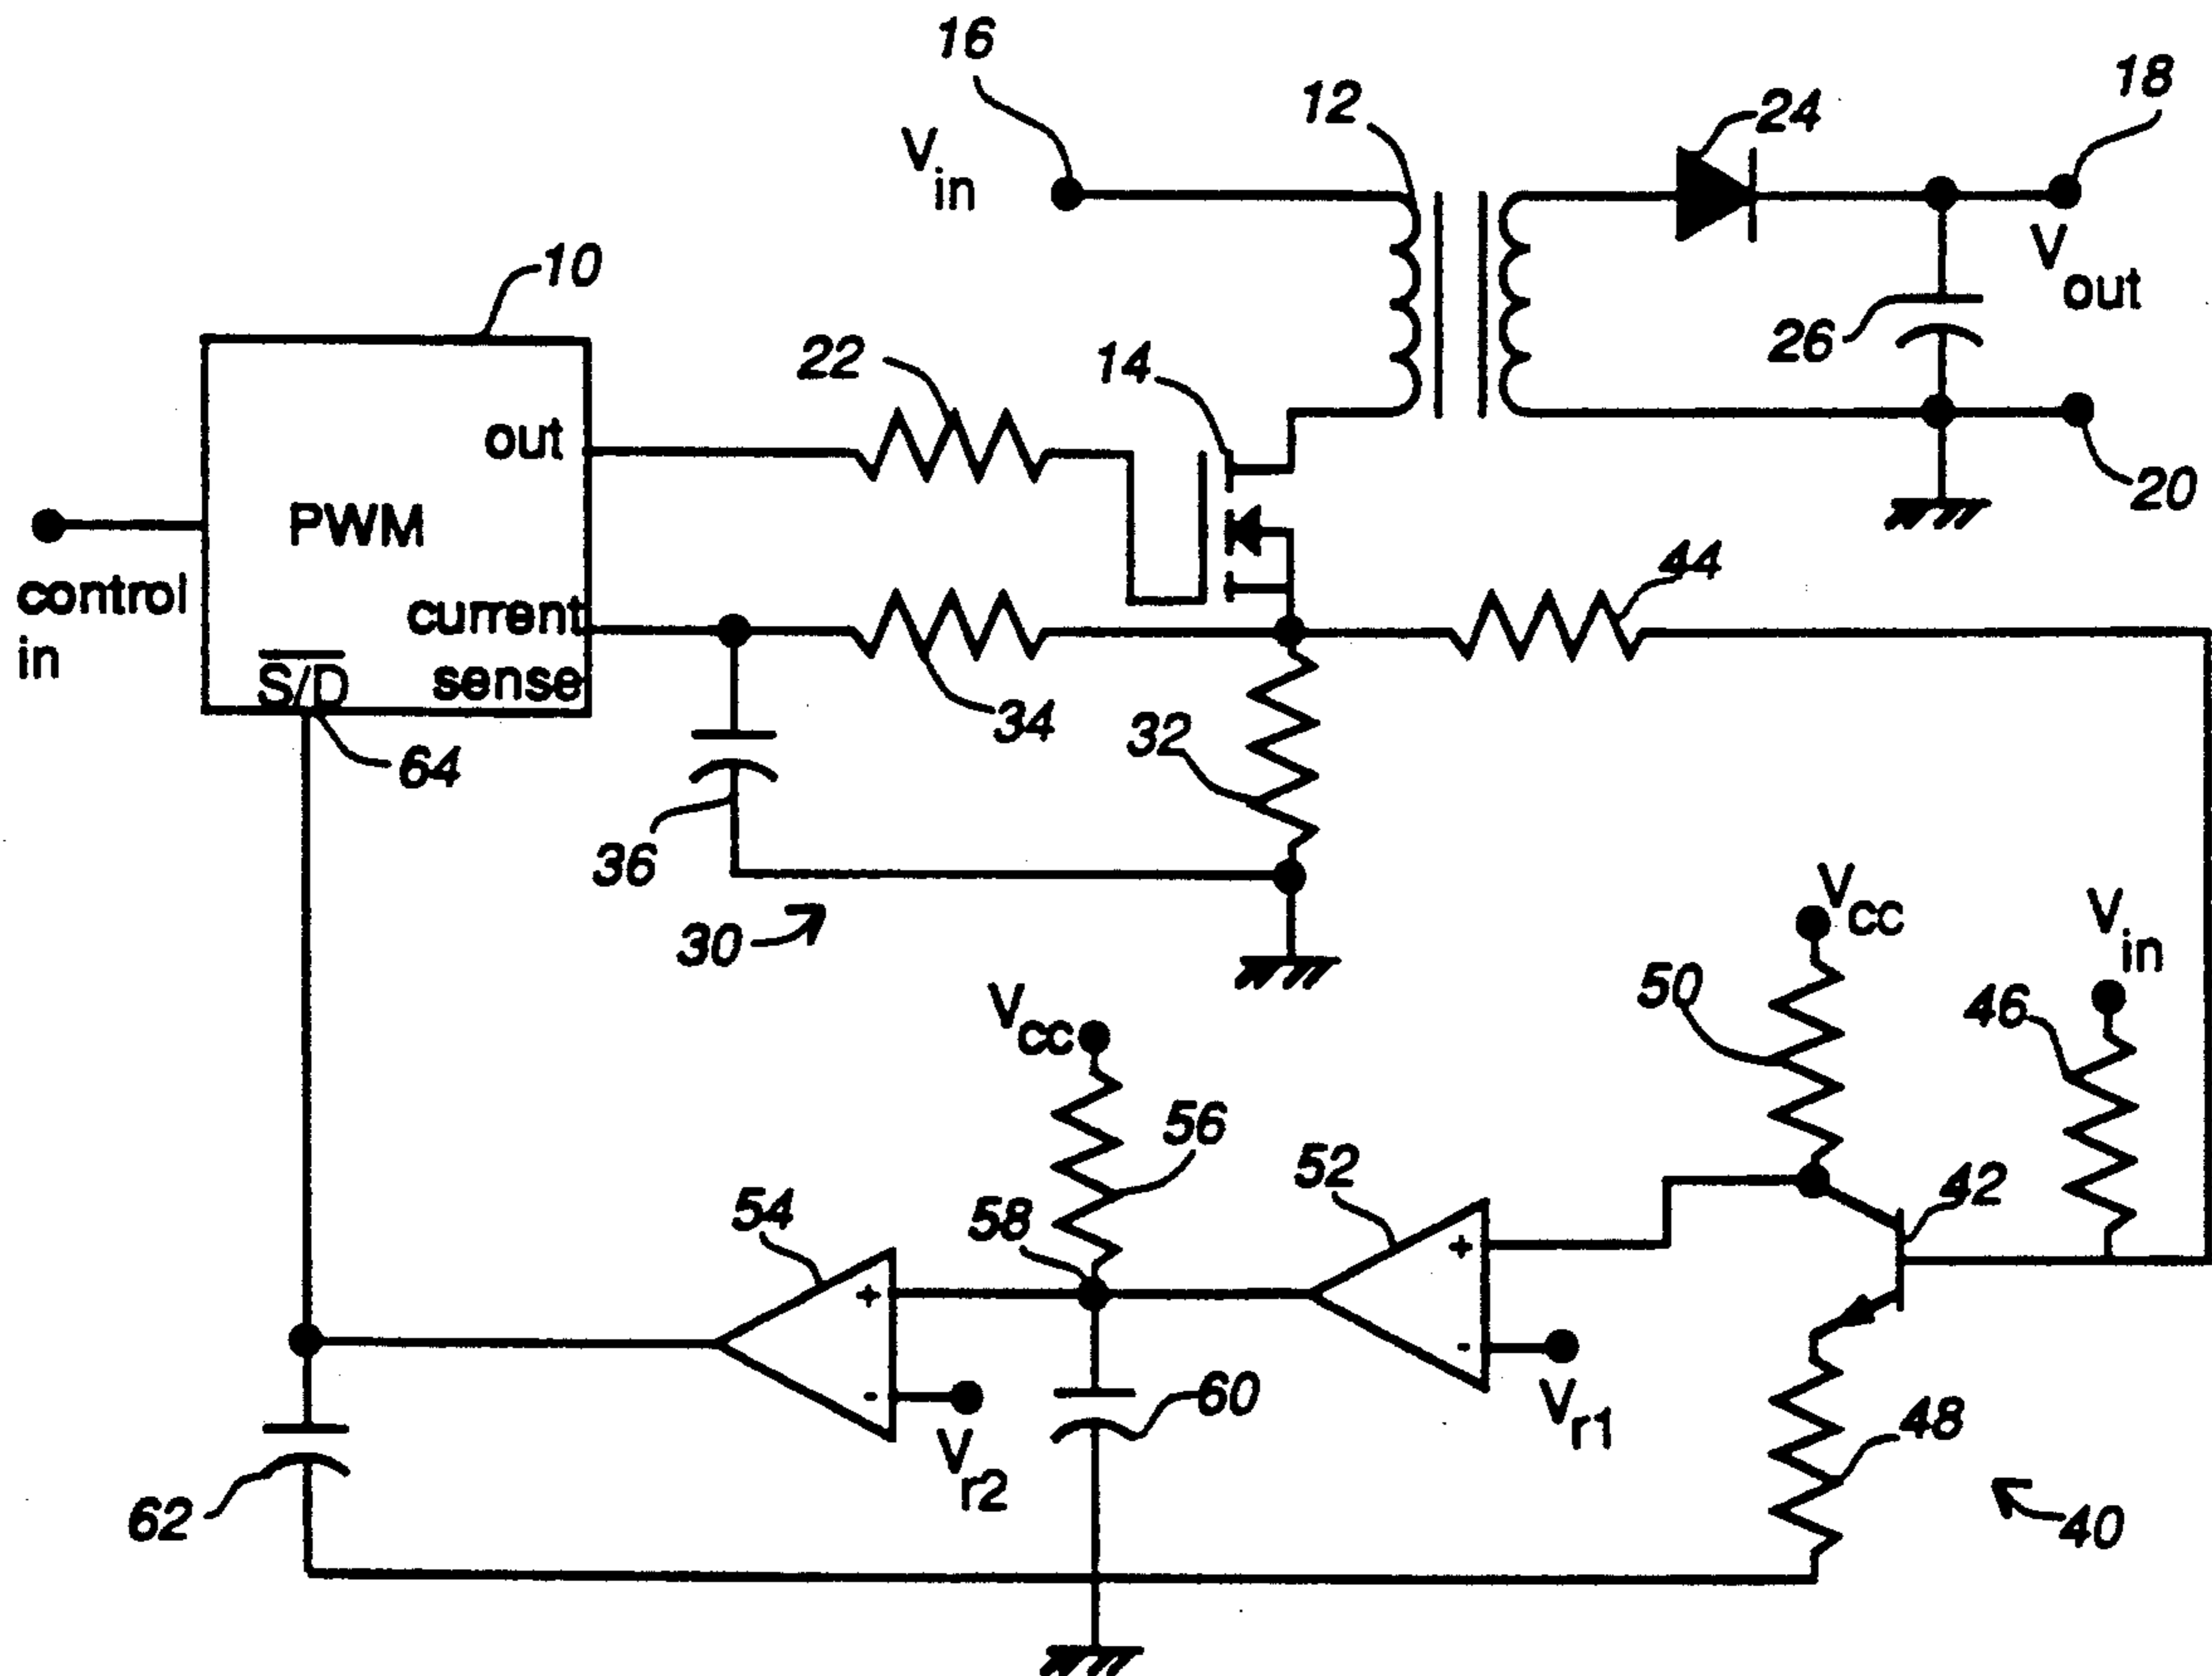 16
12
24
18
V
in
V
out
10
22
14
26
out
20
PWM
44
control
in
current
sense
S/D
34
32
64
36
30
V
cc
V
in
50
46
V
cc
56
52
42
54
58
+
+
-
-
60
V
r1
V
r2
48
62
40